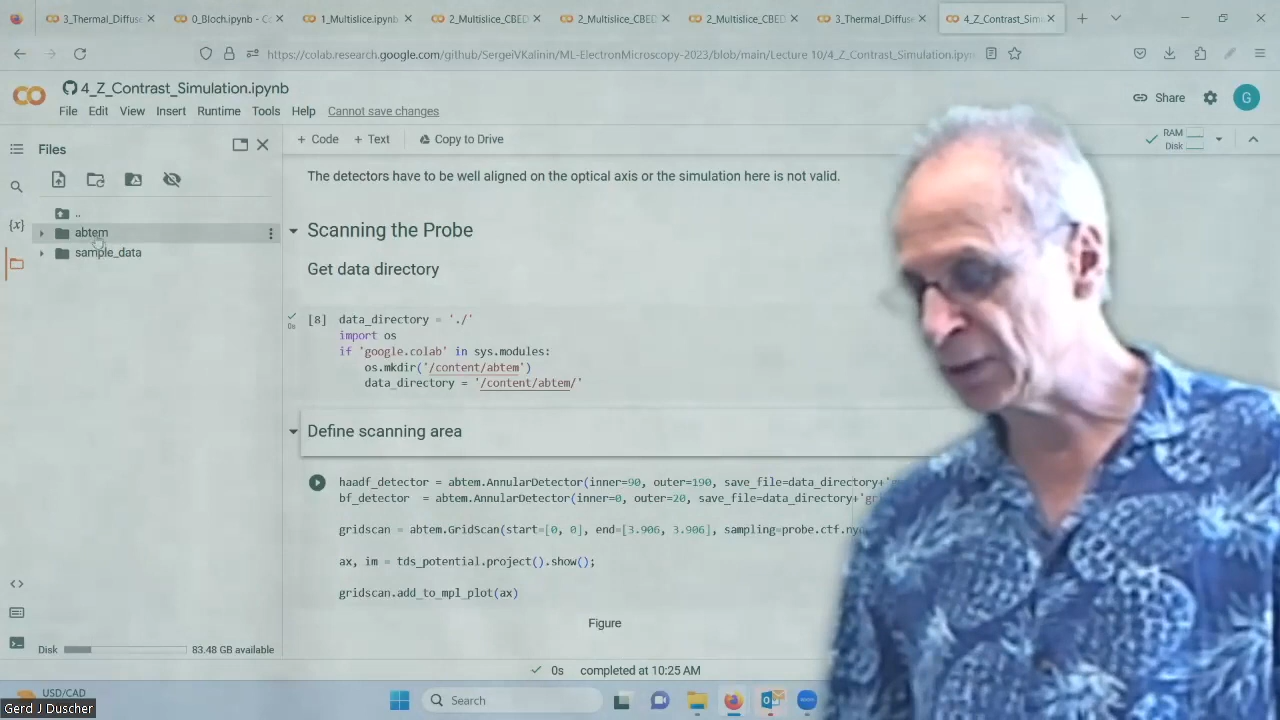 3_Thermal_Diffuse
0_Bloch.ipynb - Co
1_Multislice.ipynb
2_Multislice_CBED
2_Multislice_CBED
2_Multislice_CBED
3_Thermal_Diffuse
4_Z_Contrast_Sim
https://colab.research.google.com/github/SergeiVKalinin/ML-ElectronMicroscopy-2023/blob/main/Lecture 10/4_Z_Contrast_Simulation.ipyn
4_Z_Contrast_Simulation.ipynb
File Edit View Insert Runtime Tools Help Cannot save changes
Share
G
Files
+ Code + Text Copy to Drive
RAM
Disk
..
abtem
sample_data
{x}
The detectors have to be well aligned on the optical axis or the simulation here is not valid.
Scanning the Probe
Get data directory
[8] data_directory = './'
0s
import os
if 'google.colab' in sys.modules:
os.mkdir('/content/abtem')
data_directory = '/content/abtem/'
Define scanning area
haadf_detector = abtem.AnnularDetector(inner=90, outer=190, save_file=data_directory+'
bf_detector = abtem.AnnularDetector(inner=0, outer=20, save_file=data_directory+'
gridscan = abtem.GridScan(start=[0, 0], end=[3.906, 3.906], sampling=probe.ctf.nyq
ax, im = tds_potential.project().show();
gridscan.add_to_mpl_plot(ax)
Figure
Disk 83.48 GB available
0s completed at 10:25 AM
USD/CAD
Search
Gerd J Duscher